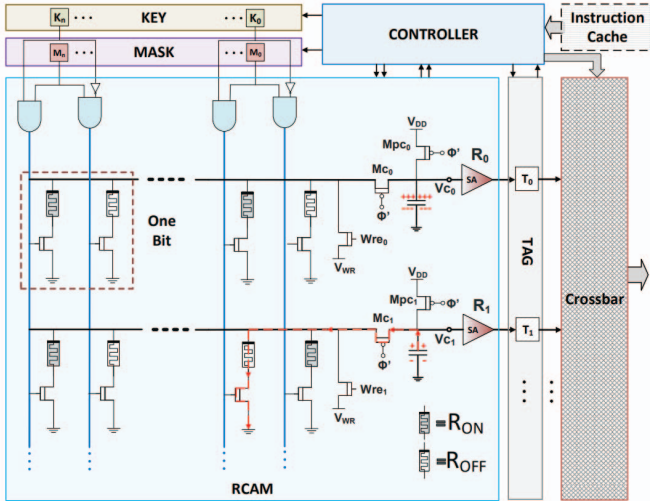 Kn ··· K0 KEY
Mn ··· M0 MASK
CONTROLLER
Instruction
Cache
VDD
Mpc0 Φ'
Mc0 R0
Φ' Vc0 SA T0
One
Bit
Wre0
VWR
TAG
Crossbar
VDD
Mpc1 Φ'
Mc1 R1
Φ' Vc1 SA T1
Wre1
VWR
≡RON
≡ROFF
RCAM